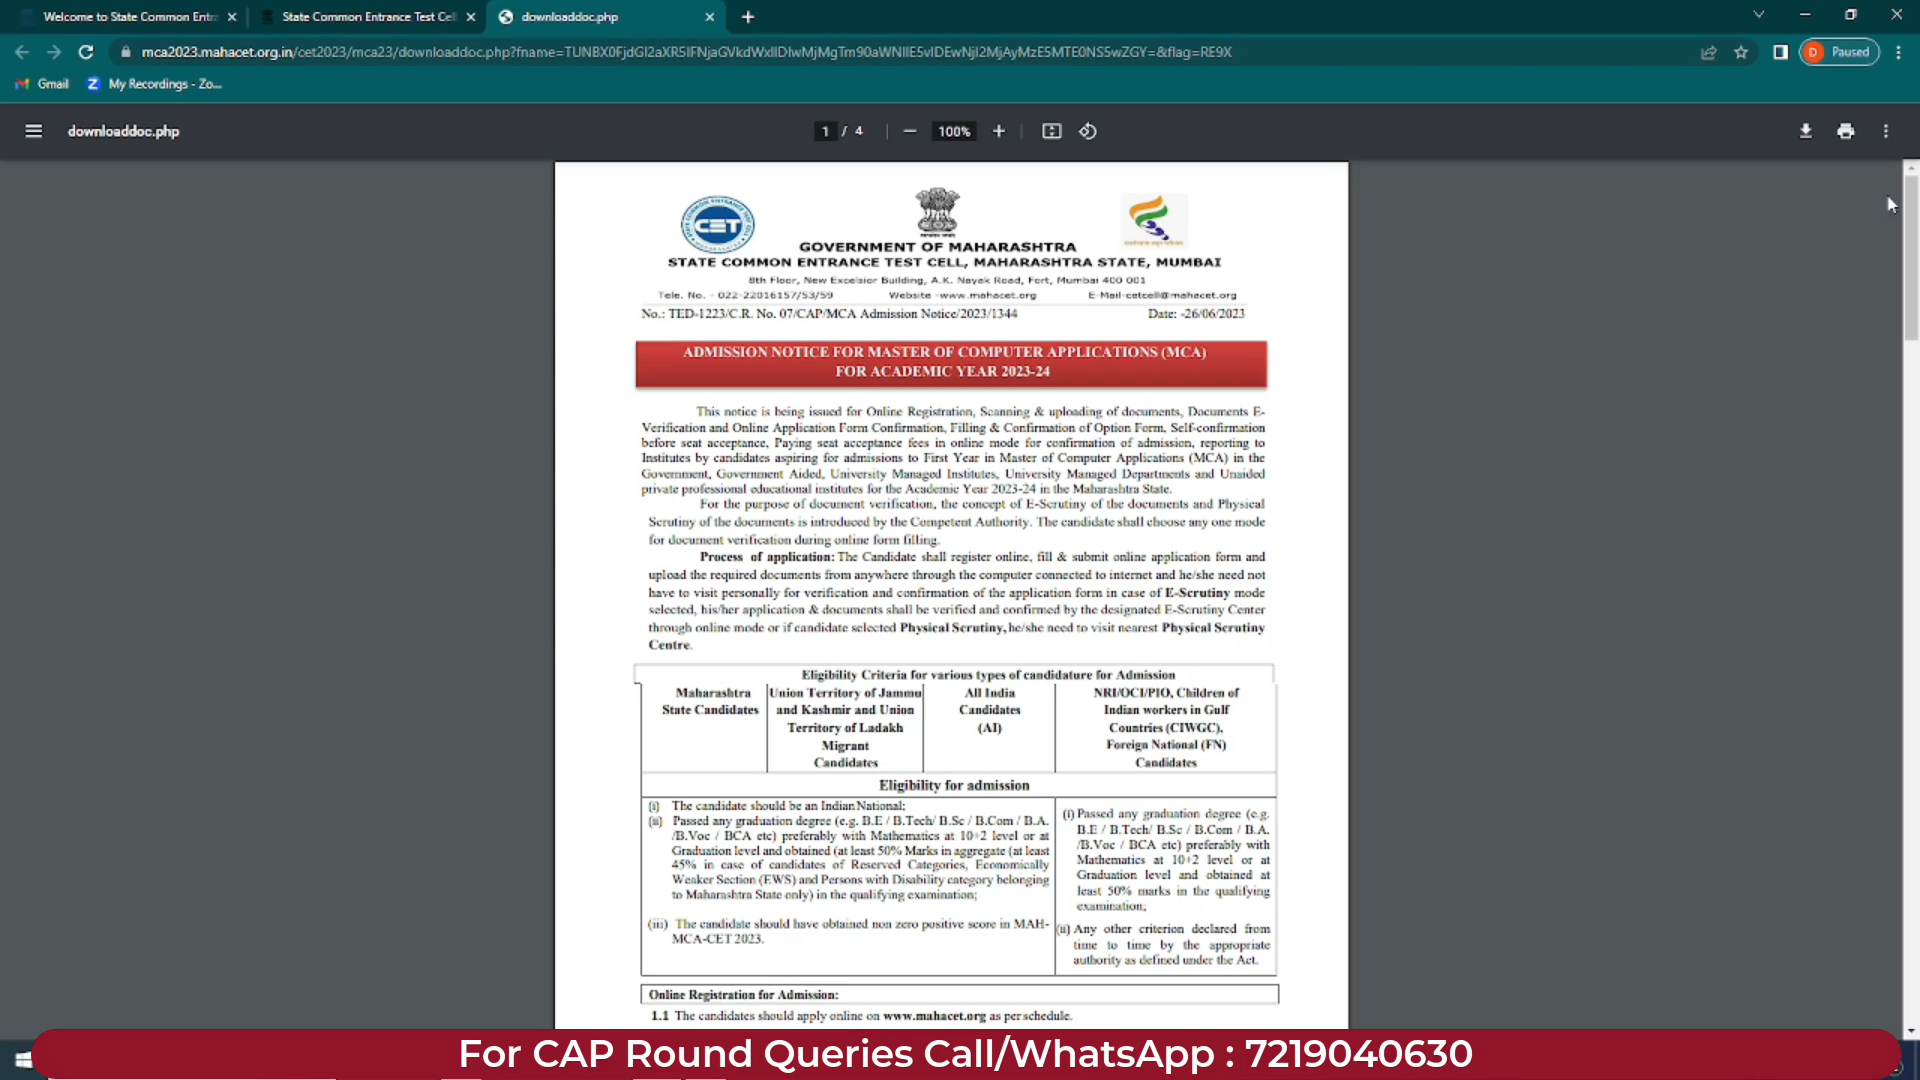 Welcome to State Common Entr
State Common Entrance Test Cell
downloaddoc.php
Gmail
My Recordings - Zo...
Paused
downloaddoc.php
1 / 4
100%
CET
GOVERNMENT OF MAHARASHTRA
STATE COMMON ENTRANCE TEST CELL, MAHARASHTRA STATE, MUMBAI
8th Floor, New Excelsior Building, A.K. Nayak Road, Fort, Mumbai 400 001
Tele. No. - 022-22016157/53/59 Website -www.mahacet.org E-Mail-cetcell@mahacet.org
No.: TED-1223/C.R. No. 07/CAP/MCA Admission Notice/2023/1344 Date: -26/06/2023
ADMISSION NOTICE FOR MASTER OF COMPUTER APPLICATIONS (MCA)
FOR ACADEMIC YEAR 2023-24
This notice is being issued for Online Registration, Scanning & uploading of documents, Documents E-
Verification and Online Application Form Confirmation, Filling & Confirmation of Option Form, Self-confirmation
before seat acceptance, Paying seat acceptance fees in online mode for confirmation of admission, reporting to
Institutes by candidates aspiring for admissions to First Year in Master of Computer Applications (MCA) in the
Government, Government Aided, University Managed Institutes, University Managed Departments and Unaided
private professional educational institutes for the Academic Year 2023-24 in the Maharashtra State.
For the purpose of document verification, the concept of E-Scrutiny of the documents and Physical
Scrutiny of the documents is introduced by the Competent Authority. The candidate shall choose any one mode
for document verification during online form filling.
Process of application: The Candidate shall register online, fill & submit online application form and
upload the required documents from anywhere through the computer connected to internet and he/she need not
have to visit personally for verification and confirmation of the application form in case of E-Scrutiny mode
selected, his/her application & documents shall be verified and confirmed by the designated E-Scrutiny Center
through online mode or if candidate selected Physical Scrutiny, he/she need to visit nearest Physical Scrutiny
Centre.
Eligibility Criteria for various types of candidature for Admission
Maharashtra
State Candidates
Union Territory of Jammu
and Kashmir and Union
Territory of Ladakh
Migrant
Candidates
All India
Candidates
(AI)
NRI/OCI/PIO, Children of
Indian workers in Gulf
Countries (CIWGC),
Foreign National (FN)
Candidates
Eligibility for admission
(i) The candidate should be an Indian National;
(ii) Passed any graduation degree (e.g. B.E / B.Tech/ B.Sc / B.Com / B.A.
/B.Voc / BCA etc) preferably with Mathematics at 10+2 level or at
Graduation level and obtained (at least 50% Marks in aggregate (at least
45% in case of candidates of Reserved Categories, Economically
Weaker Section (EWS) and Persons with Disability category belonging
to Maharashtra State only) in the qualifying examination;
(iii) The candidate should have obtained non zero positive score in MAH-
MCA-CET 2023.
(i) Passed any graduation degree (e.g.
B.E / B.Tech/ B.Sc / B.Com / B.A.
/B.Voc / BCA etc) preferably with
Mathematics at 10+2 level or at
Graduation level and obtained at
least 50% marks in the qualifying
examination;
(ii) Any other criterion declared from
time to time by the appropriate
authority as defined under the Act.
Online Registration for Admission:
1.1 The candidates should apply online on www.mahacet.org as per schedule.
For CAP Round Queries Call/WhatsApp : 7219040630